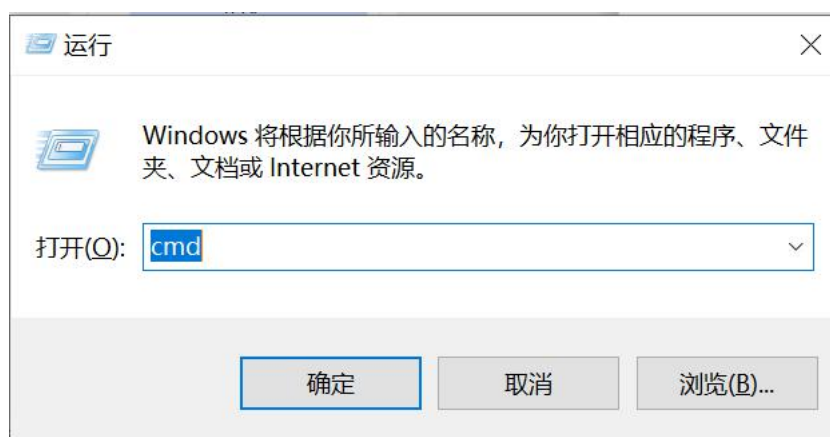 运行
Windows 将根据你所输入的名称，为你打开相应的程序、文件
夹、文档或 Internet 资源。
打开(O): cmd
确定 取消 浏览(B)...